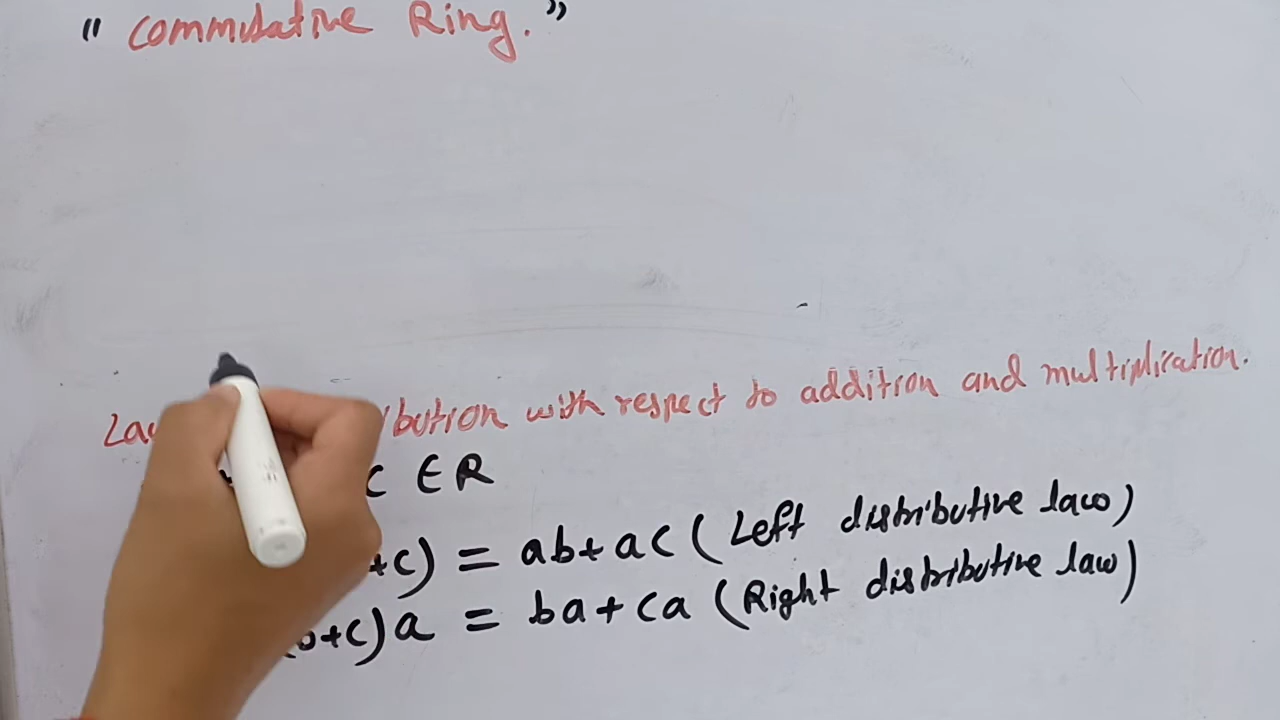 " Commutative Ring. "
bution with respect to addition and multiplication.
c ∈ R
+c) = ab + ac ( Left distributive law)
b+c)a = ba + ca (Right distributive law)